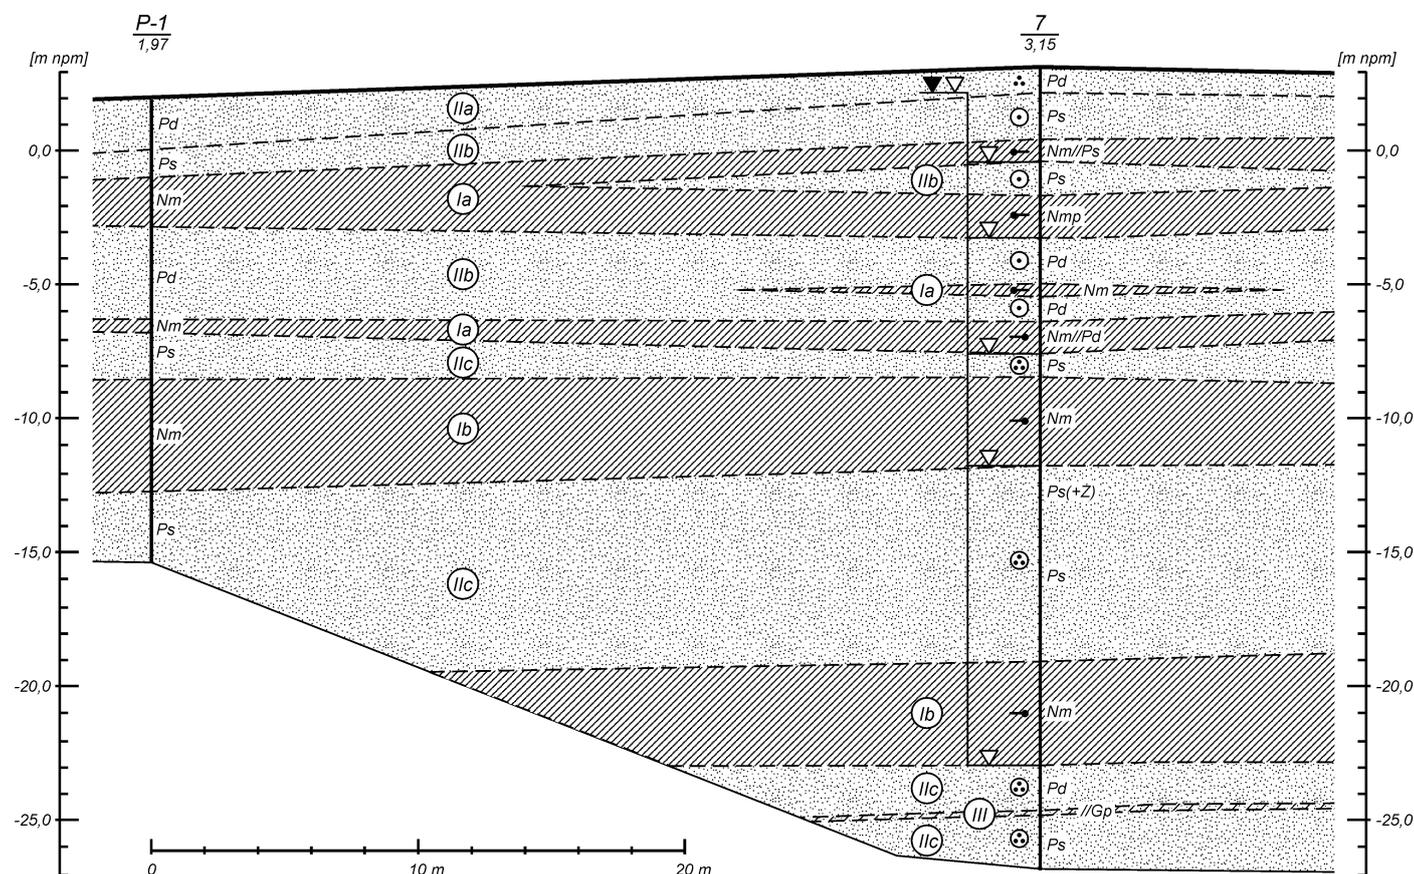 P-1
1,97
7
3,15
[m npm]
[m npm]
Pd
IIa
Pd
Ps
0,0
Ps
IIb
Nm//Ps
0,0
Nm
Ia
IIb
Ps
Nmp
Pd
IIb
Pd
-5,0
Ia
Nm
-5,0
Pd
Nm
Ia
Nm//Pd
Ps
IIc
Ps
-10,0
Nm
Ib
Nm
-10,0
Ps(+Z)
Ps
-15,0
-15,0
IIc
Ps
-20,0
-20,0
Ib
Nm
IIc
Pd
-25,0
III
//Gp
-25,0
IIc
Ps
0
10 m
20 m